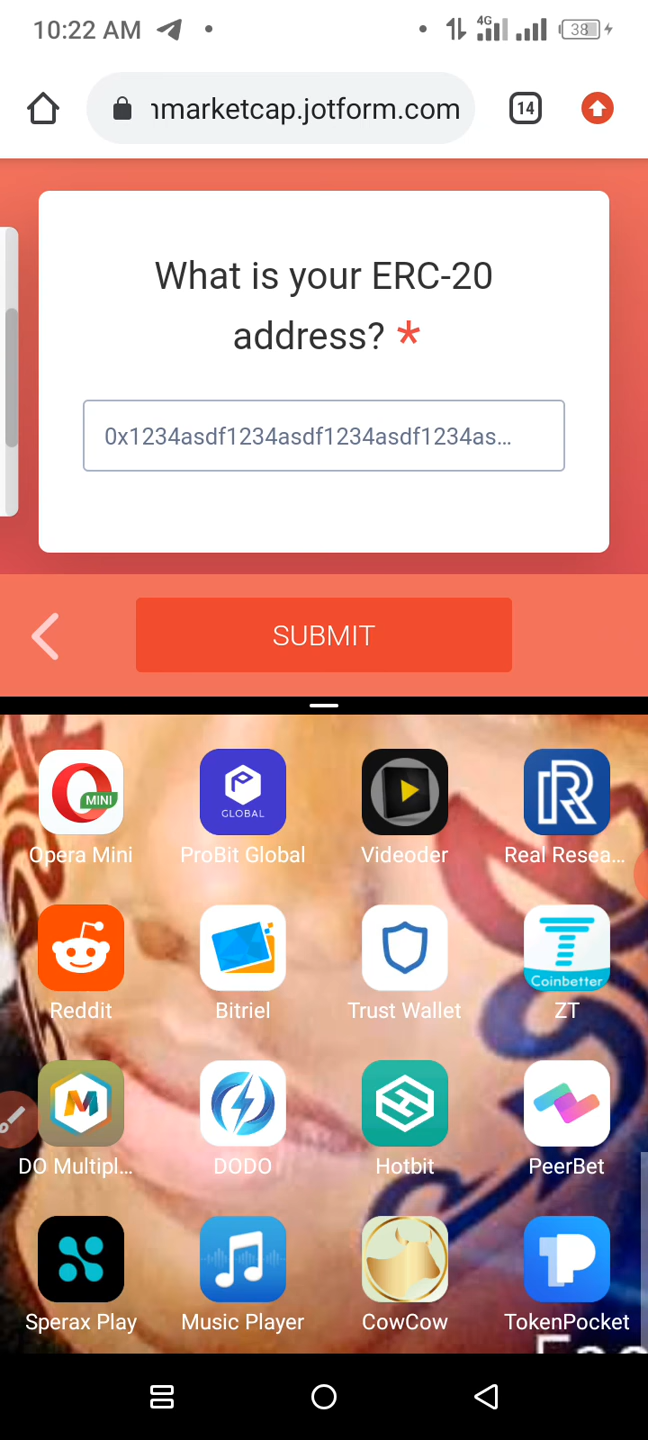 10:22 AM
4G
38
nmarketcap.jotform.com
14
What is your ERC-20
address? *
0x1234asdf1234asdf1234asdf1234as...
SUBMIT
MINI
GLOBAL
Opera Mini
ProBit Global
Videoder
Real Resea...
Coinbetter
Reddit
Bitriel
Trust Wallet
ZT
M
DO Multipl...
DODO
Hotbit
PeerBet
Sperax Play
Music Player
CowCow
TokenPocket